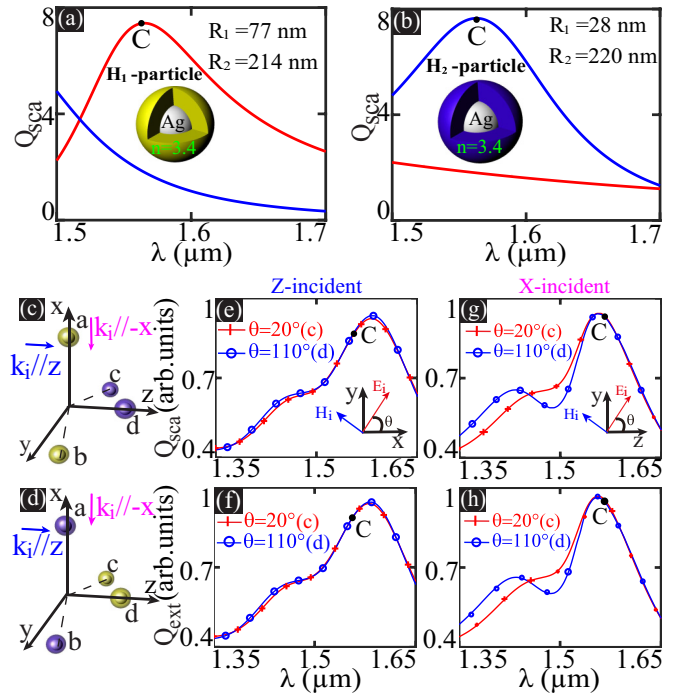 (a)
8
4
0
Q_sca
C
R₁ =77 nm
R₂ =214 nm
H₁-particle
Ag
n=3.4
1.5
1.6
1.7
λ (μm)
(b)
8
4
0
Q_sca
C
R₁ =28 nm
R₂ =220 nm
H₂-particle
Ag
n=3.4
1.5
1.6
1.7
λ (μm)
Z-incident
X-incident
(c)
x
a
k_i//-x
k_i//z
c
z
d
y
b
(e)
1
0.7
0.4
Q_sca (arb.units)
θ=20°(c)
θ=110°(d)
C
y
E_i
H_i
θ
x
1.35
1.5
1.65
(g)
1
0.7
0.4
θ=20°(c)
θ=110°(d)
C
y
E_i
H_i
θ
z
1.35
1.5
1.65
(d)
x
a
k_i//-x
k_i//z
c
z
d
y
b
(f)
1
0.7
0.4
Q_ext (arb.units)
θ=20°(c)
θ=110°(d)
C
1.35
1.5
1.65
λ (μm)
(h)
1
0.7
0.4
θ=20°(c)
θ=110°(d)
C
1.35
1.5
1.65
λ (μm)